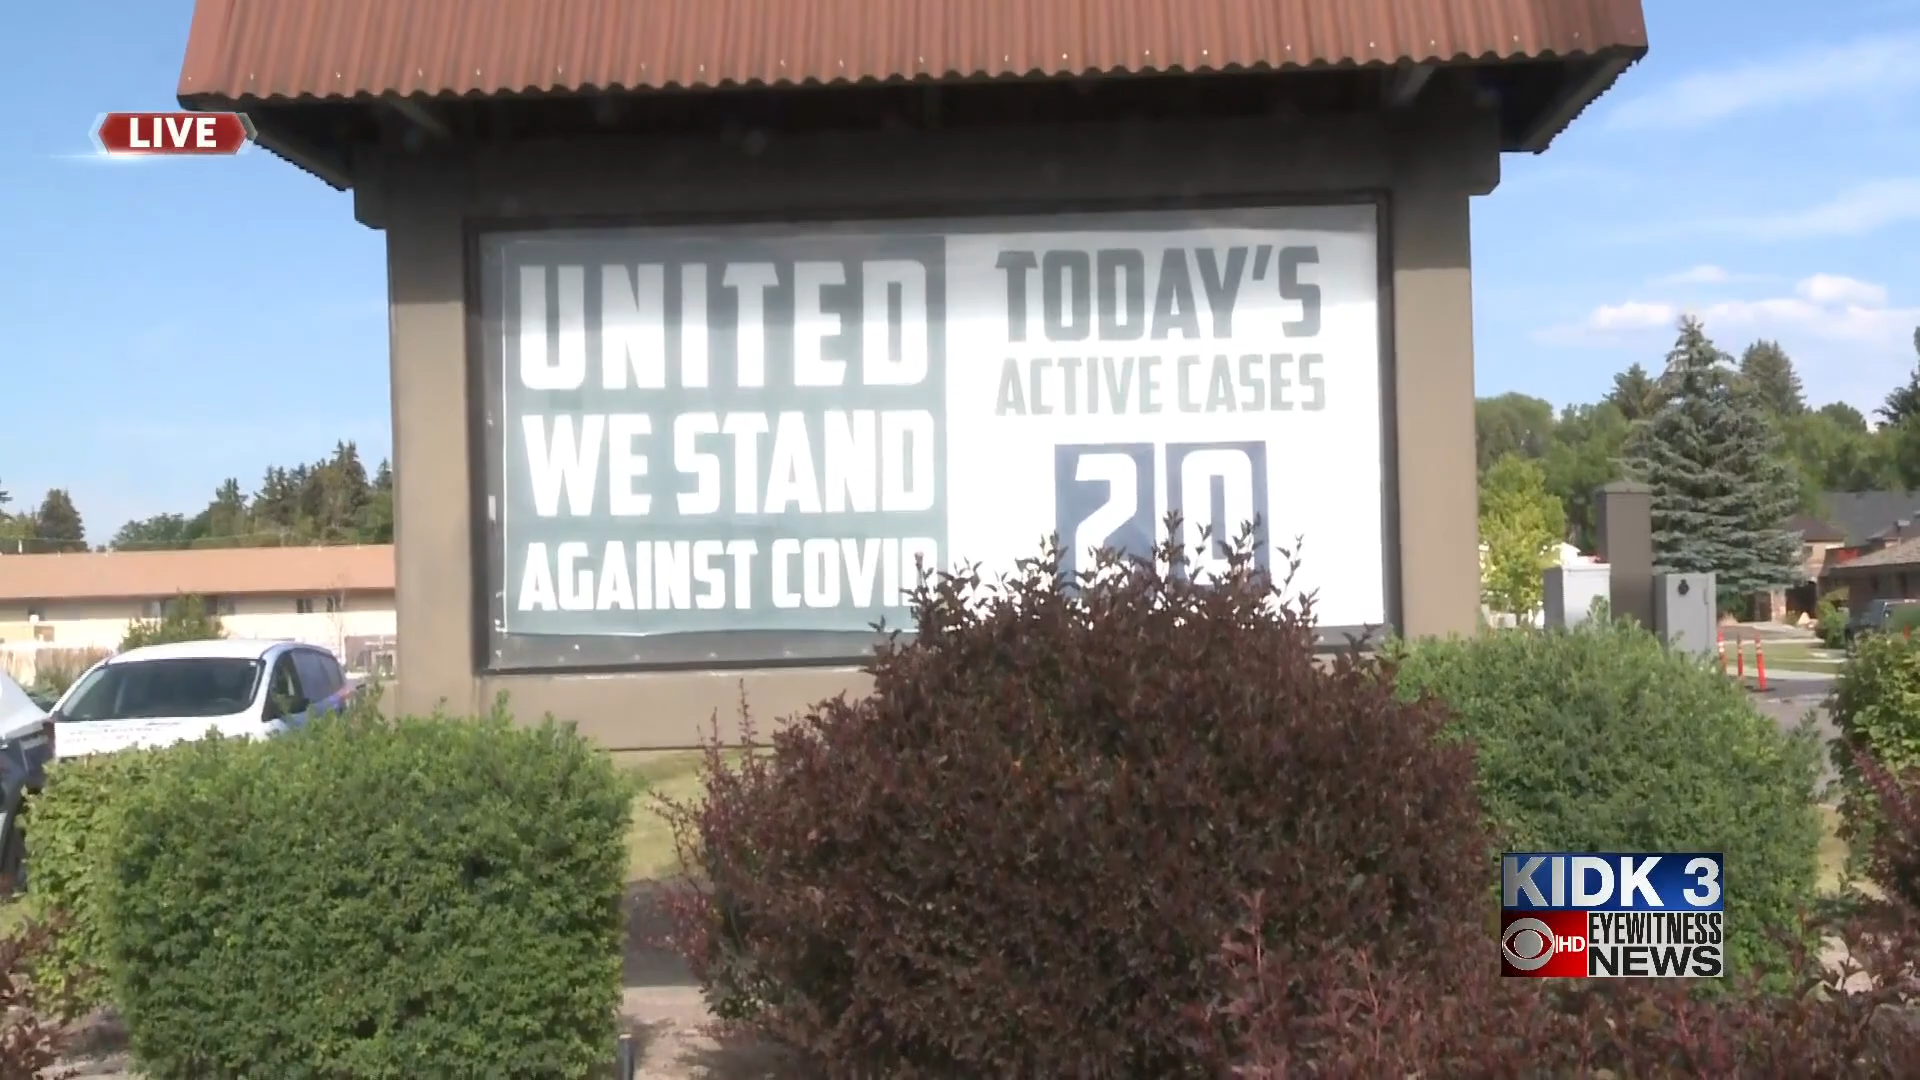 LIVE
UNITED
WE STAND
AGAINST COVID
TODAY'S
ACTIVE CASES
20
KIDK 3
HD EYEWITNESS
NEWS